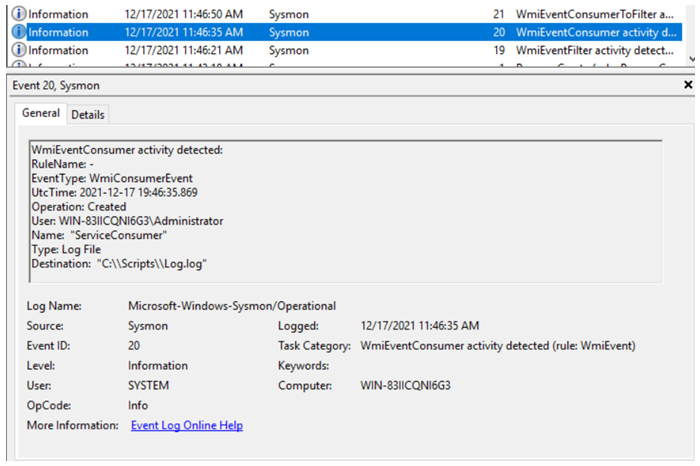 Information 12/17/2021 11:46:50 AM Sysmon 21 WmiEventConsumerToFilter a...
Information 12/17/2021 11:46:35 AM Sysmon 20 WmiEventConsumer activity d...
Information 12/17/2021 11:46:21 AM Sysmon 19 WmiEventFilter activity detect...
Event 20, Sysmon
General Details
WmiEventConsumer activity detected:
RuleName: -
EventType: WmiConsumerEvent
UtcTime: 2021-12-17 19:46:35.869
Operation: Created
User: WIN-83IICQNI6G3\Administrator
Name: "ServiceConsumer"
Type: Log File
Destination: "C:\\Scripts\\Log.log"
Log Name: Microsoft-Windows-Sysmon/Operational
Source: Sysmon Logged: 12/17/2021 11:46:35 AM
Event ID: 20 Task Category: WmiEventConsumer activity detected (rule: WmiEvent)
Level: Information Keywords:
User: SYSTEM Computer: WIN-83IICQNI6G3
OpCode: Info
More Information: Event Log Online Help